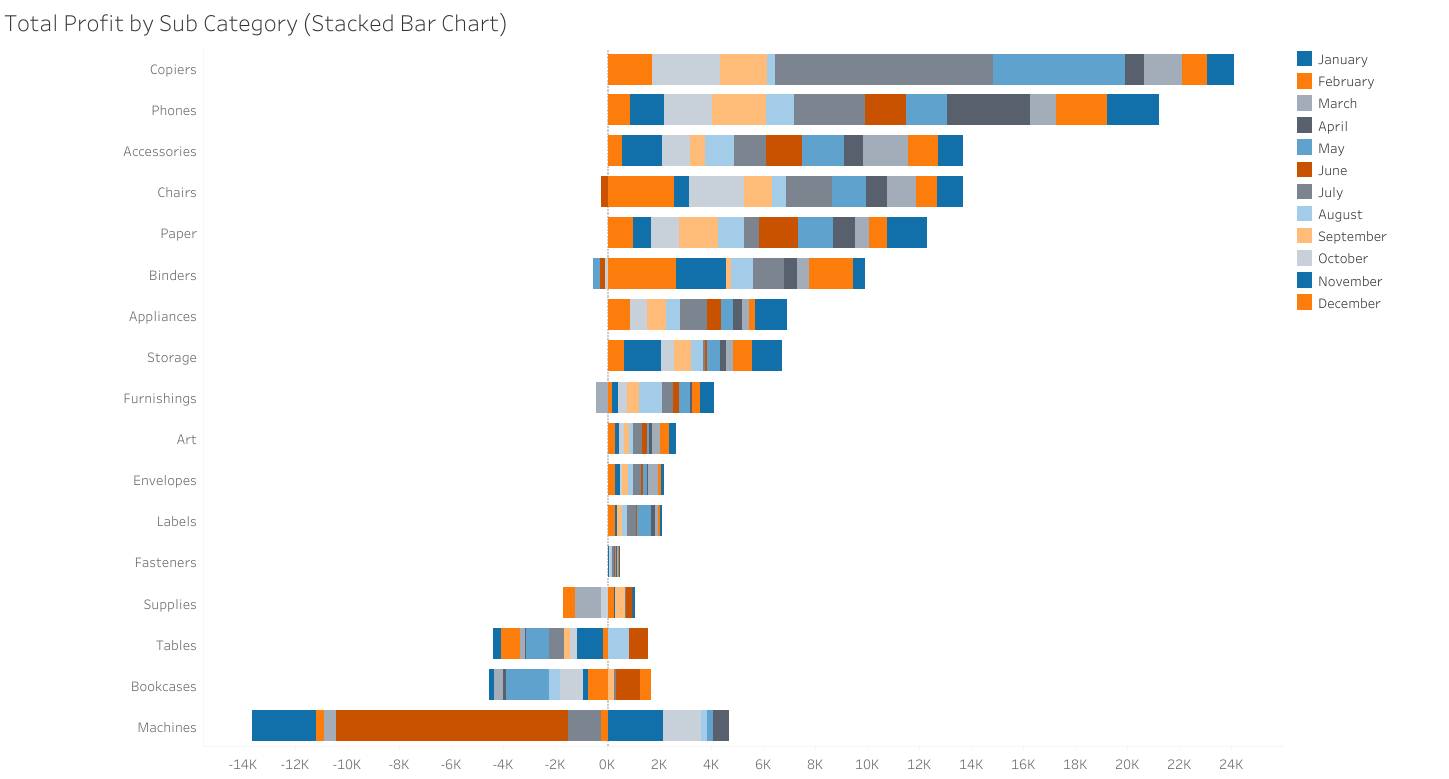 Total Profit by Sub Category (Stacked Bar Chart)
Copiers
Phones
Accessories
Chairs
Paper
Binders
Appliances
Storage
Furnishings
Art
Envelopes
Labels
Fasteners
Supplies
Tables
Bookcases
Machines
-14K -12K -10K -8K -6K -4K -2K 0K 2K 4K 6K 8K 10K 12K 14K 16K 18K 20K 22K 24K
January
February
March
April
May
June
July
August
September
October
November
December